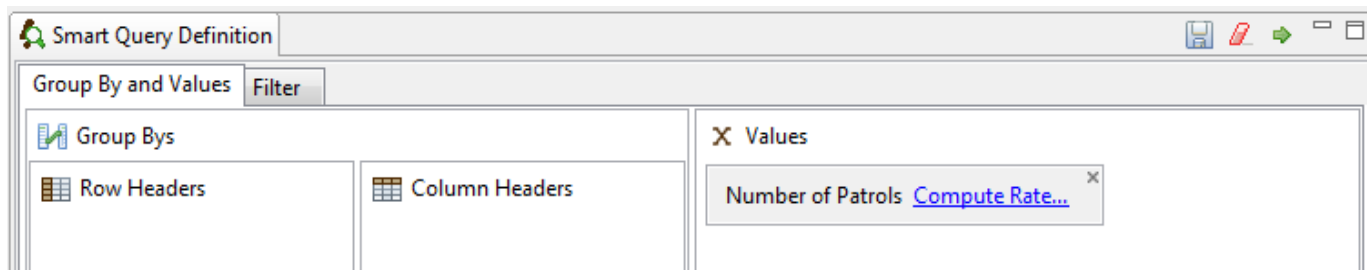 Smart Query Definition
Group By and Values Filter
Group Bys
Values
Row Headers
Column Headers
Number of Patrols Compute Rate...